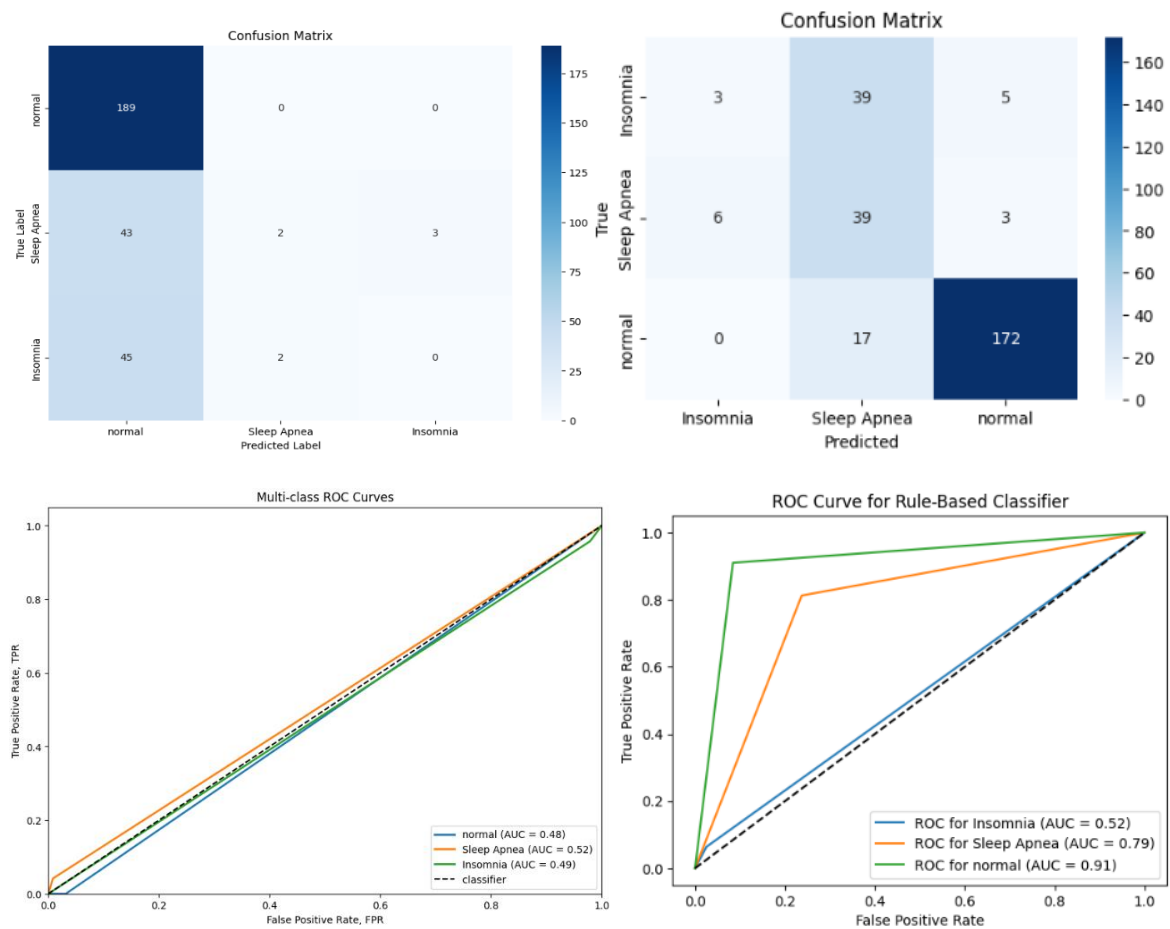 Confusion Matrix
normal
189
0
0
True Label
Sleep Apnea
43
2
3
Insomnia
45
2
0
normal
Sleep Apnea
Insomnia
Predicted Label
175
150
125
100
75
50
25
0
Confusion Matrix
True
Insomnia
3
39
5
Sleep Apnea
6
39
3
normal
0
17
172
Insomnia
Sleep Apnea
normal
Predicted
160
140
120
100
80
60
40
20
0
Multi-class ROC Curves
True Positive Rate, TPR
1.0
0.8
0.6
0.4
0.2
0.0
normal (AUC = 0.48)
Sleep Apnea (AUC = 0.52)
Insomnia (AUC = 0.49)
classifier
0.0
0.2
0.4
0.6
0.8
1.0
False Positive Rate, FPR
ROC Curve for Rule-Based Classifier
True Positive Rate
1.0
0.8
0.6
0.4
0.2
0.0
ROC for Insomnia (AUC = 0.52)
ROC for Sleep Apnea (AUC = 0.79)
ROC for normal (AUC = 0.91)
0.0
0.2
0.4
0.6
0.8
1.0
False Positive Rate